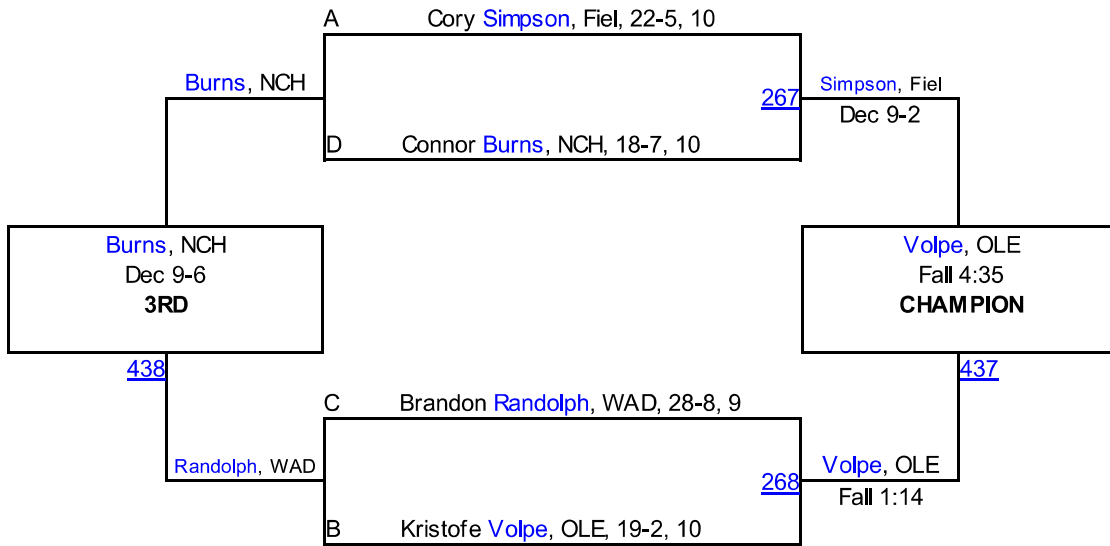 A
Cory Simpson, Fiel, 22-5, 10
Burns, NCH
267
Simpson, Fiel
Dec 9-2
D
Connor Burns, NCH, 18-7, 10
Burns, NCH
Dec 9-6
3RD
Volpe, OLE
Fall 4:35
CHAMPION
438
437
C
Brandon Randolph, WAD, 28-8, 9
Randolph, WAD
268
Volpe, OLE
Fall 1:14
B
Kristofe Volpe, OLE, 19-2, 10